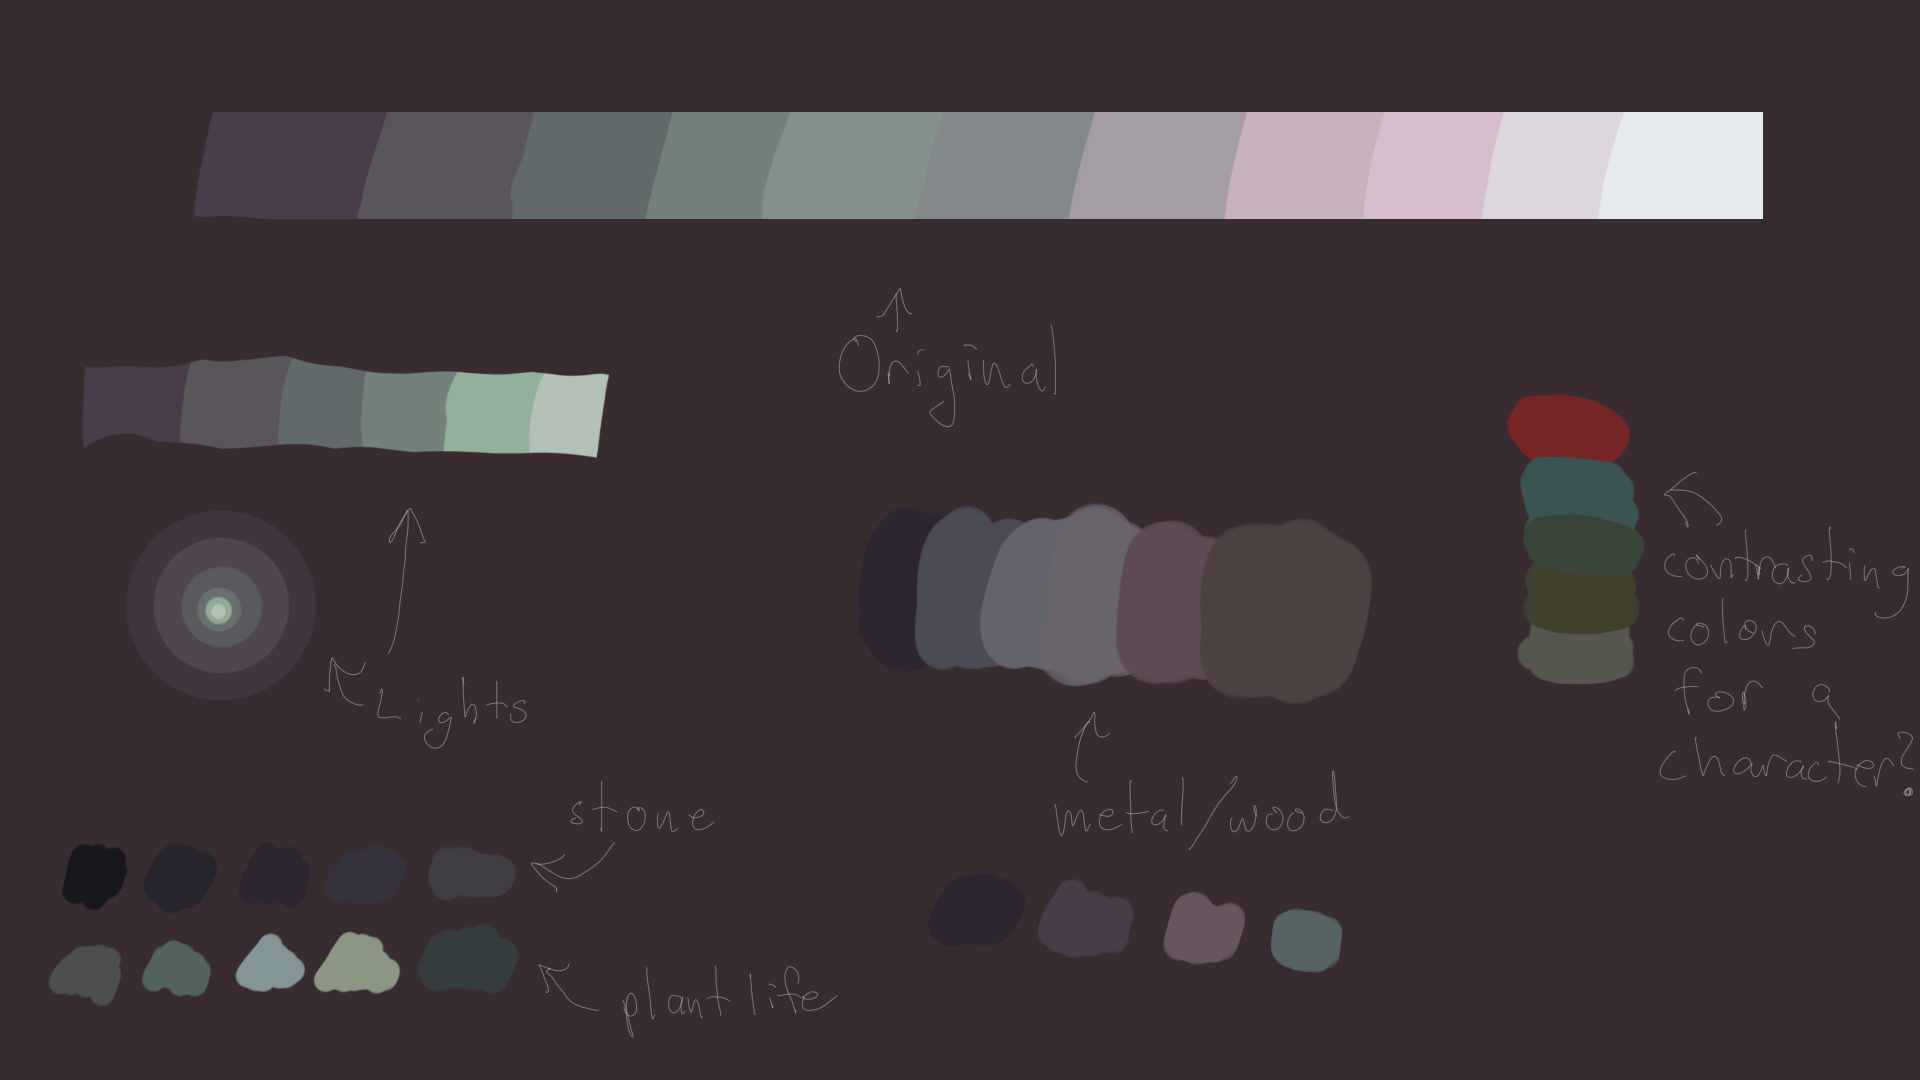 Original
Lights
contrasting
colors
for a
character?
stone
metal/wood
plant life